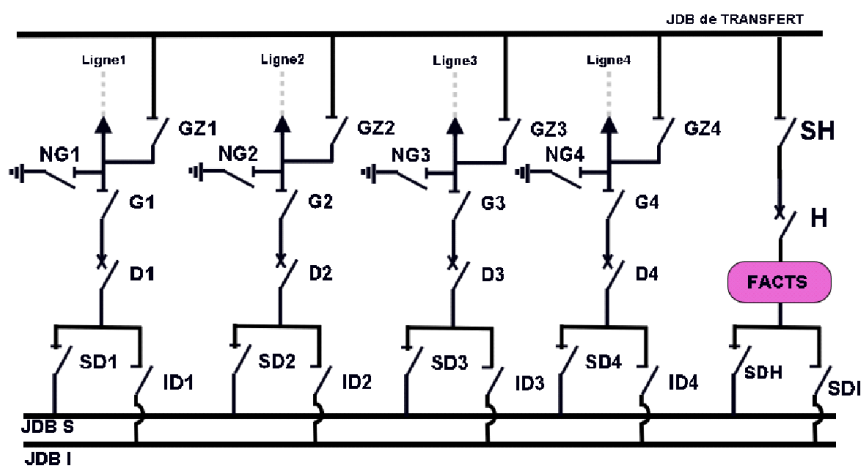 JDB de TRANSFERT
Ligne1 Ligne2 Ligne3 Ligne4
GZ1 GZ2 GZ3 GZ4 SH
NG1 NG2 NG3 NG4
G1 G2 G3 G4 H
D1 D2 D3 D4 FACTS
SD1 SD2 SD3 SD4 SDH
ID1 ID2 ID3 ID4 SDI
JDB S
JDB I